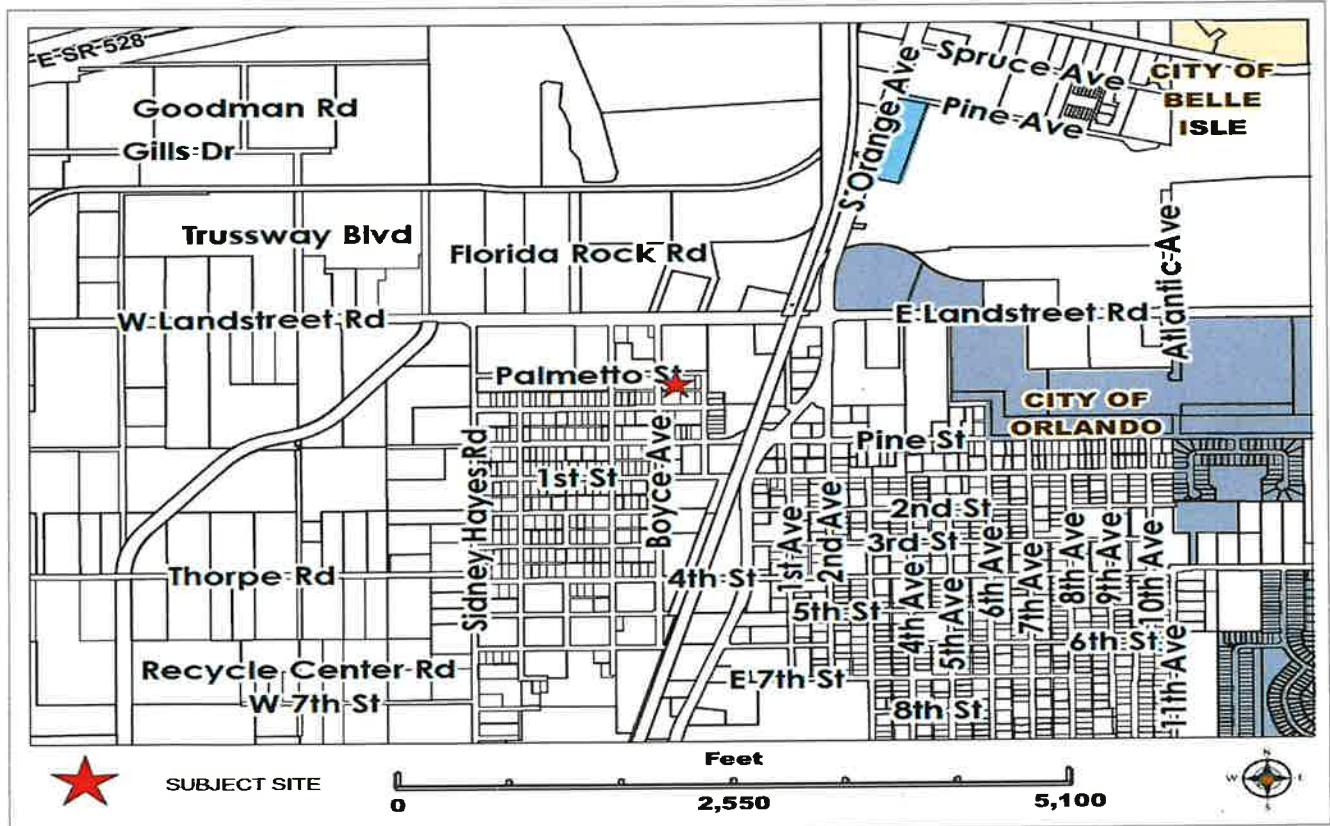 E-SR-528
Spruce Ave
CITY OF
BELLE
ISLE
Goodman Rd
Pine Ave
Gills Dr
S Orange Ave
Trussway Blvd
Florida Rock Rd
Atlantic Ave
W Landstreet Rd
E Landstreet Rd
Palmetto St
CITY OF
ORLANDO
Pine St
Sidney Hayes Rd
1st St
Boyce Ave
2nd St
3rd St
1st Ave
2nd Ave
4th Ave
5th Ave
6th Ave
7th Ave
8th Ave
9th Ave
10th Ave
Thorpe Rd
4th St
5th St
6th St
11th Ave
Recycle Center Rd
E 7th St
W 7th St
8th St
SUBJECT SITE
Feet
0
2,550
5,100
N
W
E
S